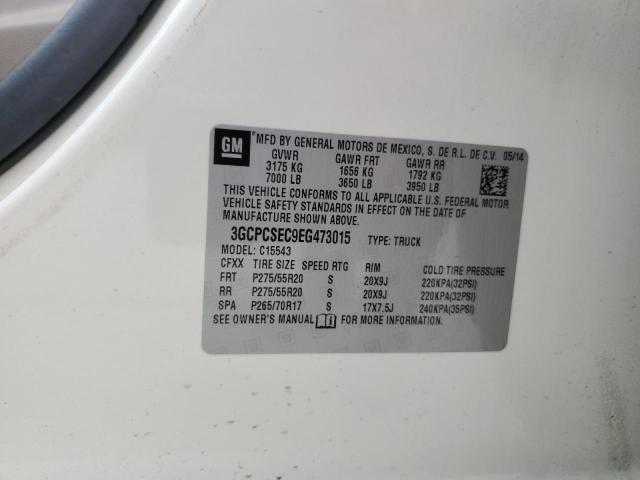 GM MFD BY GENERAL MOTORS DE MEXICO, S. DE R.L. DE C.V. 05/14
GVWR GAWR FRT GAWR RR
3175 KG 1656 KG 1792 KG
7000 LB 3650 LB 3950 LB
THIS VEHICLE CONFORMS TO ALL APPLICABLE U.S. FEDERAL MOTOR
VEHICLE SAFETY STANDARDS IN EFFECT ON THE DATE OF
MANUFACTURE SHOWN ABOVE.
3GCPCSEC9EG473015 TYPE: TRUCK
MODEL: C15543
CFXX TIRE SIZE SPEED RTG RIM COLD TIRE PRESSURE
FRT P275/55R20 S 20X9J 220KPA(32PSI)
RR P275/55R20 S 20X9J 220KPA(32PSI)
SPA P265/70R17 S 17X7.5J 240KPA(35PSI)
SEE OWNER'S MANUAL FOR MORE INFORMATION.